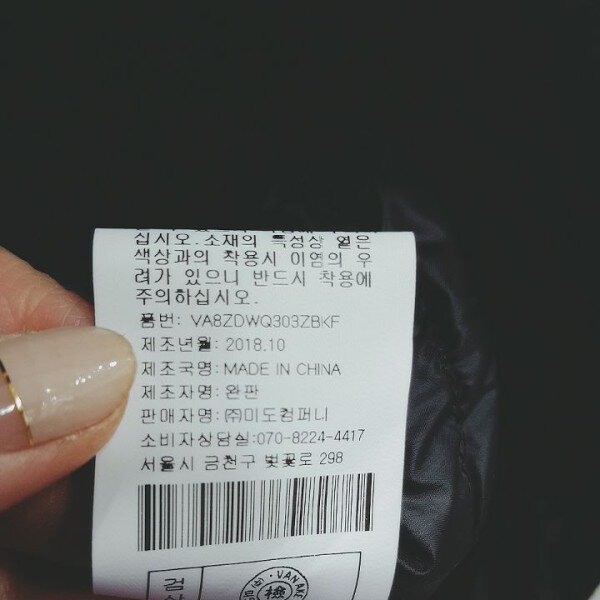 십시오.소재의 특성상 옅은
색상과의 착용시 이염의 우
려가 있으니 반드시 착용에
주의하십시오.
품번: VA8ZDWQ303ZBKF
제조년월: 2018.10
제조국명: MADE IN CHINA
제조자명: 완판
판매자명: ㈜미도컴퍼니
소비자상담실:070-8224-4417
서울시 금천구 벚꽃로 298
검
VAN
檢